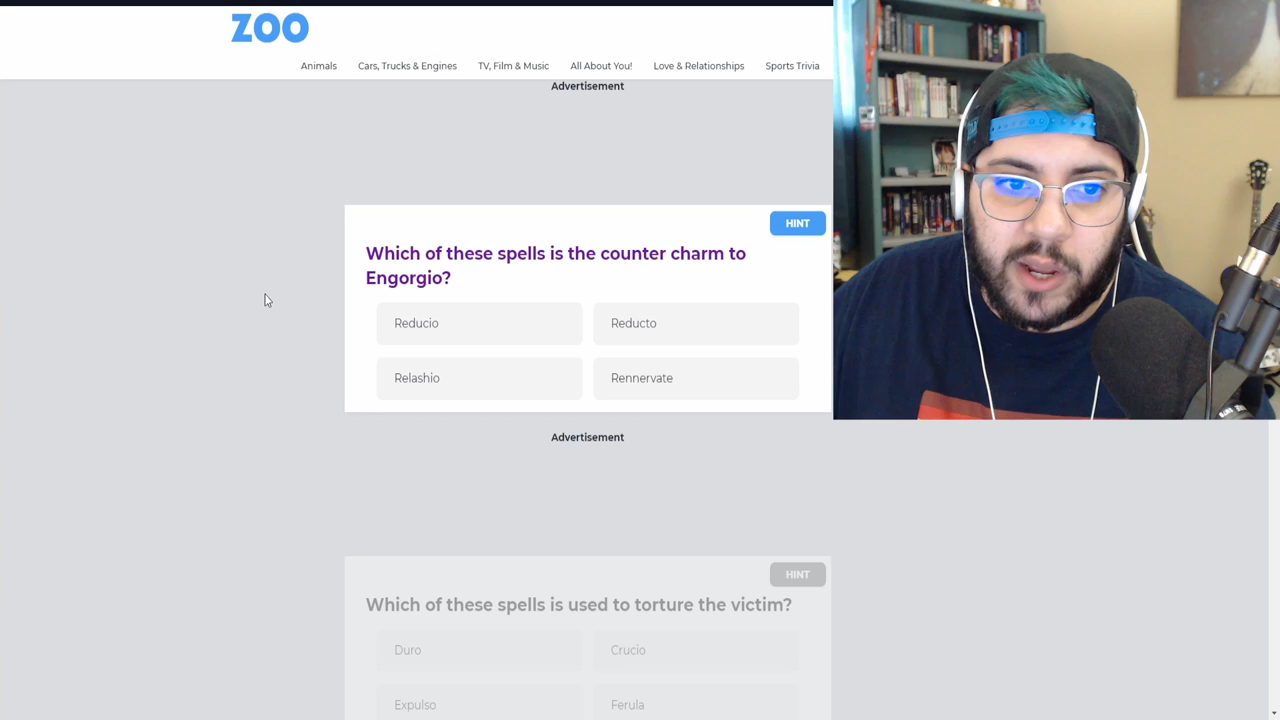 ZOO
Animals Cars, Trucks & Engines TV, Film & Music All About You! Love & Relationships Sports Trivia
Advertisement
HINT
Which of these spells is the counter charm to
Engorgio?
Reducio Reducto
Relashio Rennervate
Advertisement
HINT
Which of these spells is used to torture the victim?
Duro Crucio
Expulso Ferula